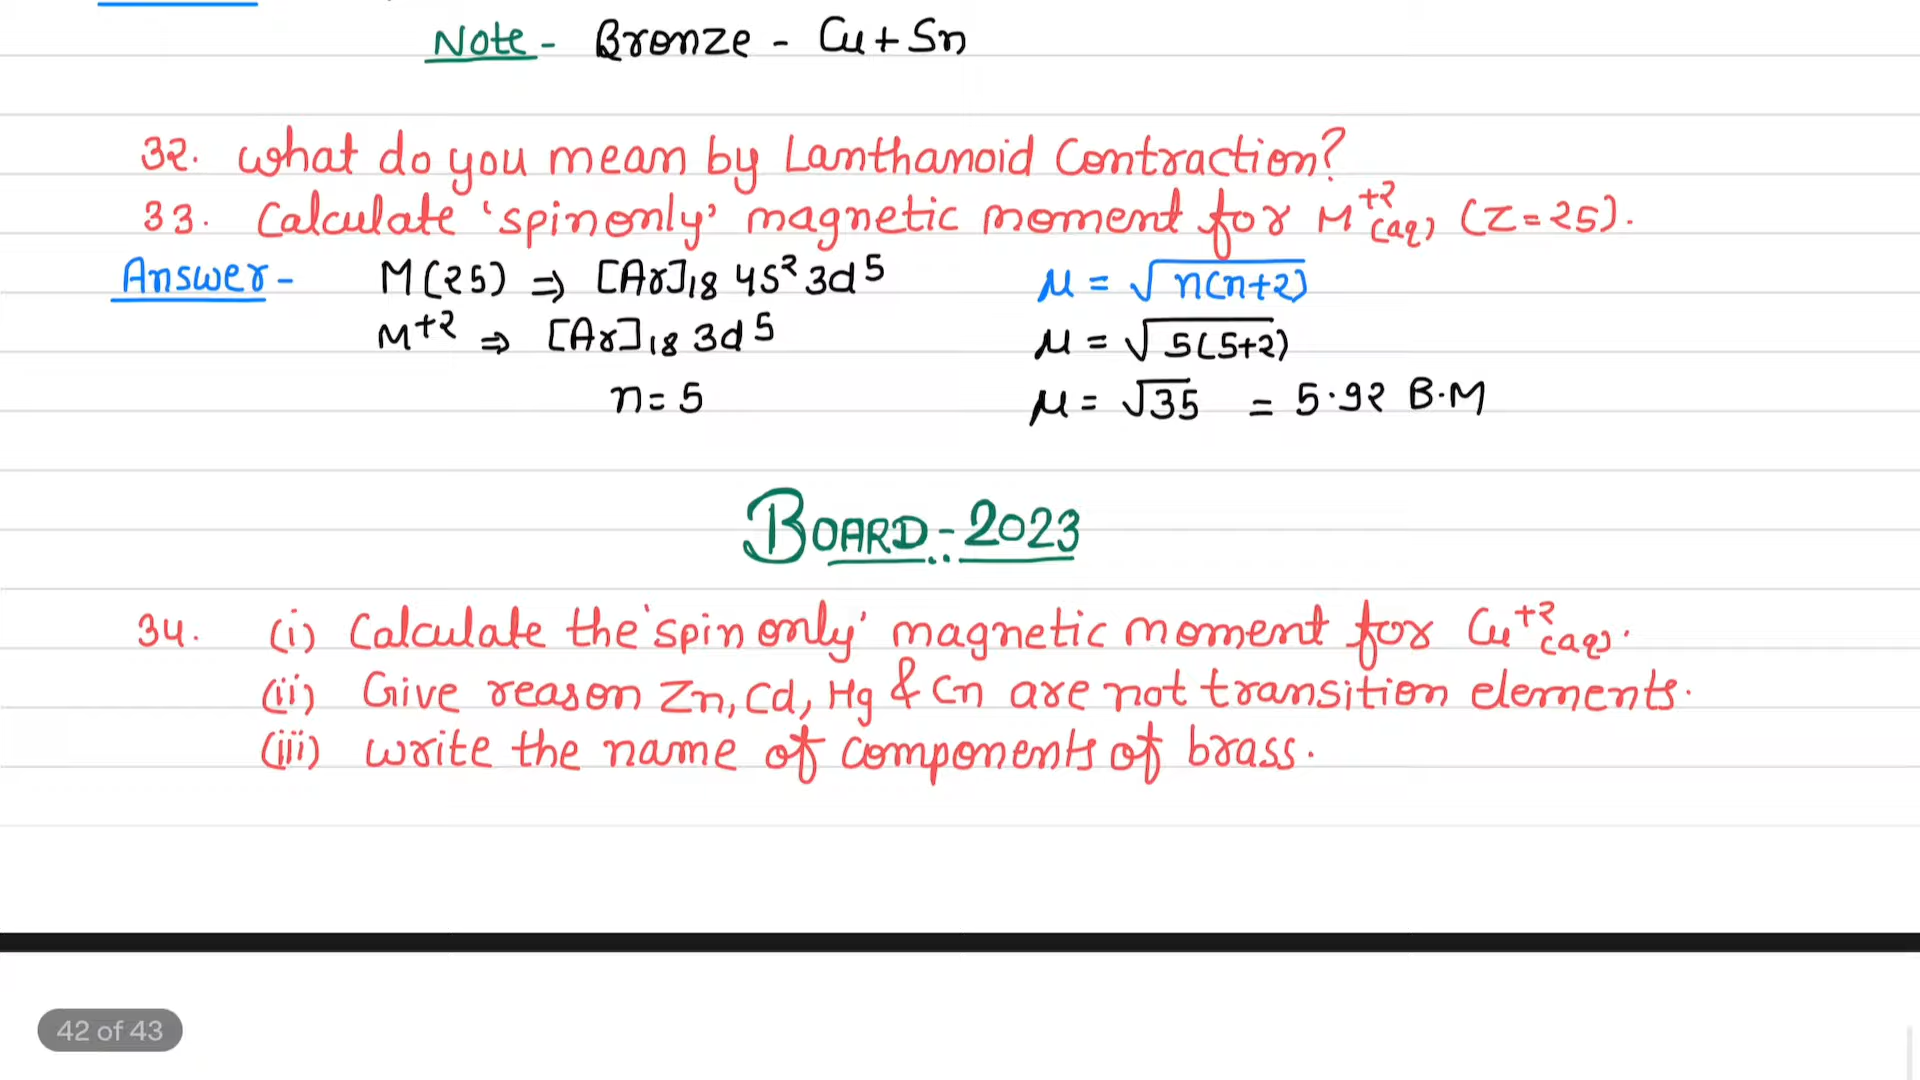 Note - Bronze - Cu + Sn
32. What do you mean by Lanthanoid Contraction?
33. Calculate 'spin only' magnetic moment for M⁺²(aq) (Z=25).
Answer - M(25) ⇒ [Ar]₁₈ 4S² 3d⁵ μ = √n(n+2)
M⁺² ⇒ [Ar]₁₈ 3d⁵ μ = √5(5+2)
n = 5 μ = √35 = 5.92 B.M
BOARD - 2023
34. (i) Calculate the 'spin only' magnetic moment for Cu⁺²(aq).
(ii) Give reason Zn, Cd, Hg & Cn are not transition elements.
(iii) write the name of components of brass.
42 of 43